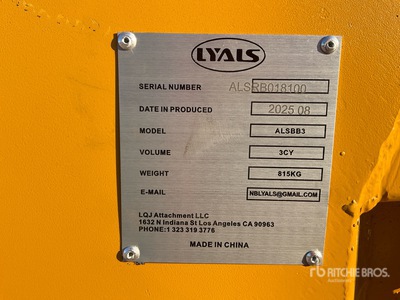 LYALS
SERIAL NUMBER ALSRB018100
DATE IN PRODUCED 2025 08
MODEL ALSBB3
VOLUME 3CY
WEIGHT 815KG
E-MAIL NBLYALS@GMAIL.COM
LQJ Attachment LLC
1632 N Indiana St Los Angeles CA 90963
PHONE:1 323 319 3776
MADE IN CHINA
rb RITCHIE BROS.
Auctioneers